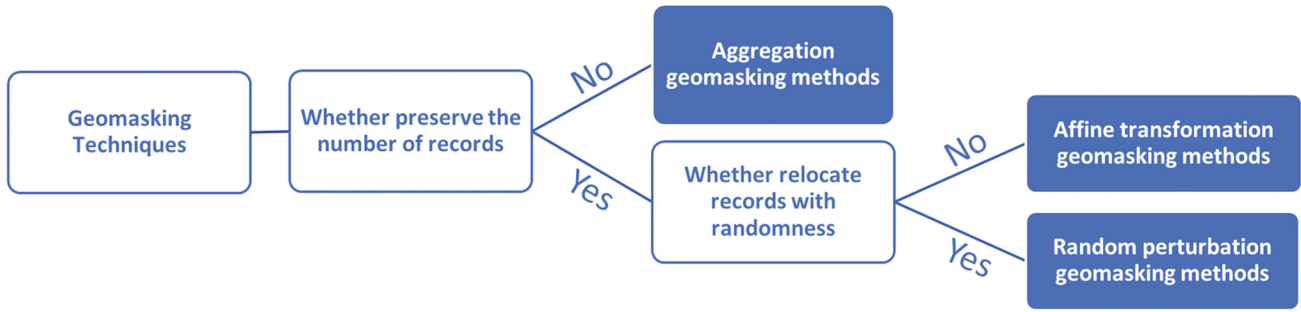 Geomasking
Techniques
Whether preserve the
number of records
No
Yes
Aggregation
geomasking methods
Whether relocate
records with
randomness
No
Yes
Affine transformation
geomasking methods
Random perturbation
geomasking methods